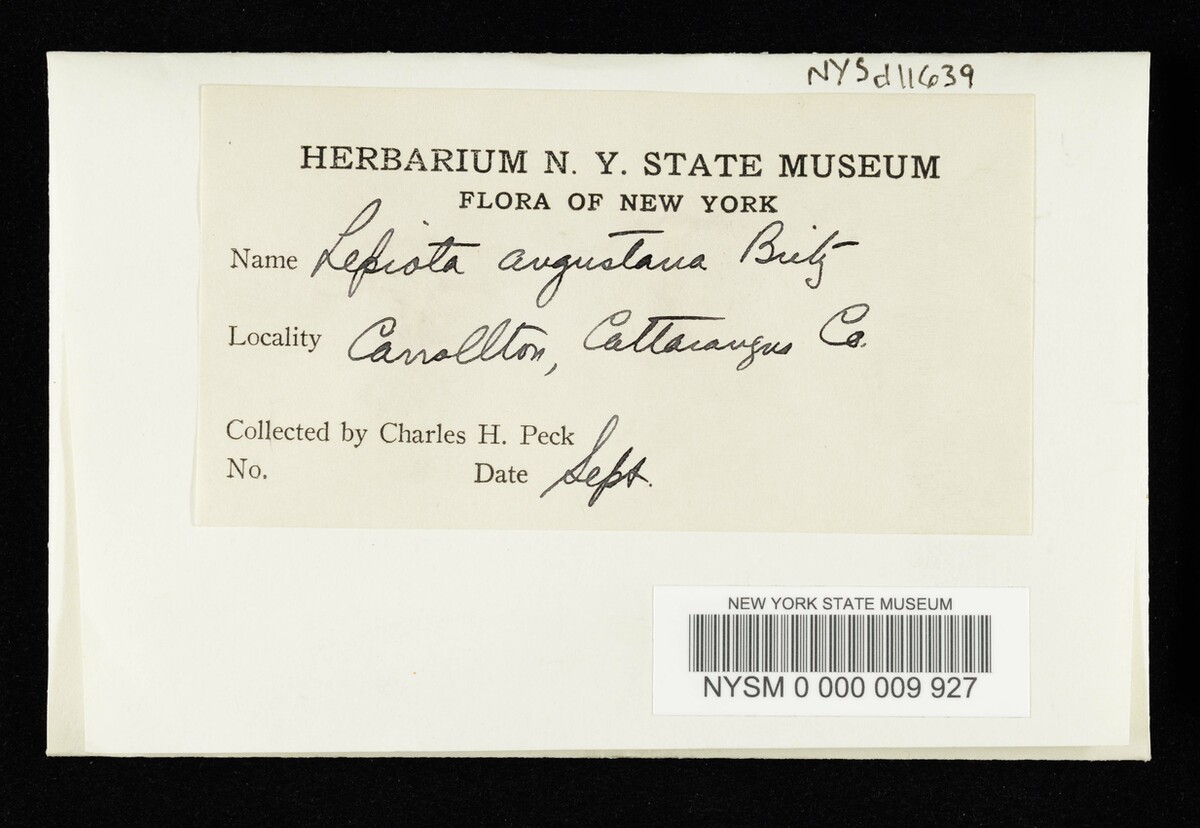 NYSd11639
HERBARIUM N. Y. STATE MUSEUM
FLORA OF NEW YORK
Name Lepiota augustana Britz
Locality Carrollton, Cattaraugus Co.
Collected by Charles H. Peck
No. Date Sept.
NEW YORK STATE MUSEUM
NYSM 0 000 009 927